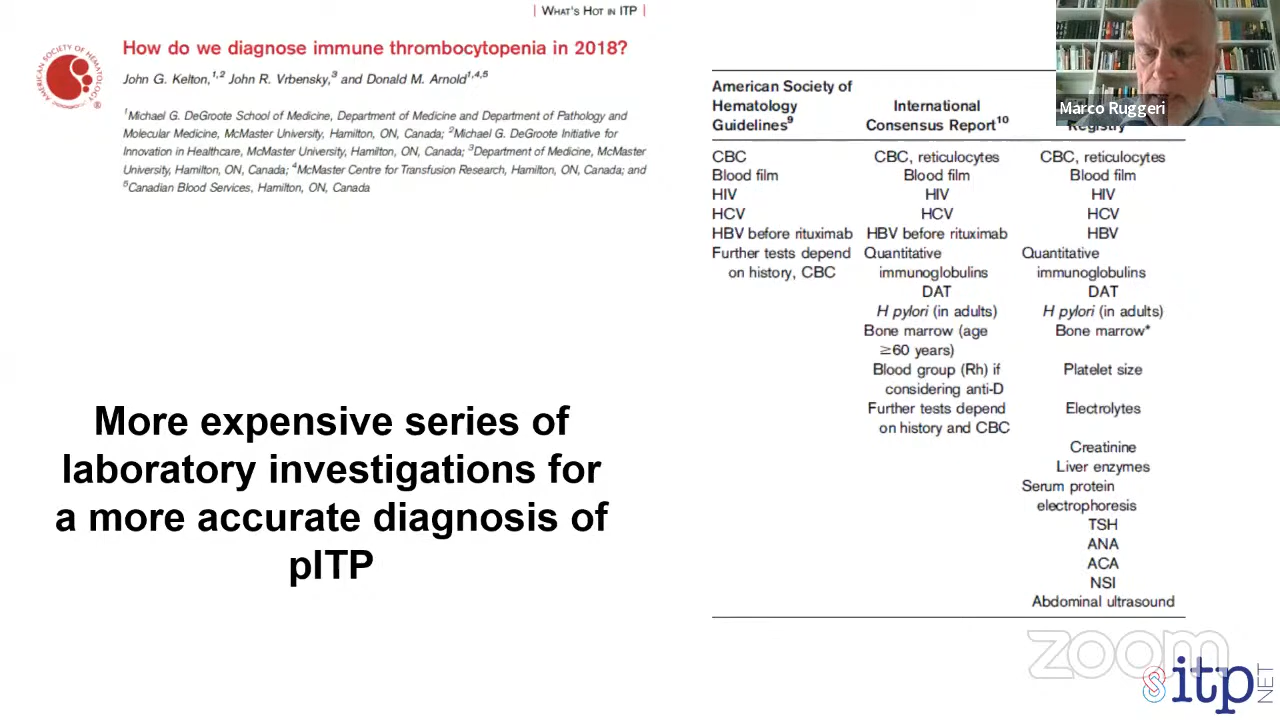 | WHAT'S HOT IN ITP |
How do we diagnose immune thrombocytopenia in 2018?
John G. Kelton,1,2 John R. Vrbensky,3 and Donald M. Arnold1,4,5
AMERICAN SOCIETY OF HEMATOLOGY
®
1Michael G. DeGroote School of Medicine, Department of Medicine and Department of Pathology and
Molecular Medicine, McMaster University, Hamilton, ON, Canada; 2Michael G. DeGroote Initiative for
Innovation in Healthcare, McMaster University, Hamilton, ON, Canada; 3Department of Medicine, McMaster
University, Hamilton, ON, Canada; 4McMaster Centre for Transfusion Research, Hamilton, ON, Canada; and
5Canadian Blood Services, Hamilton, ON, Canada
More expensive series of
laboratory investigations for
a more accurate diagnosis of
pITP
Marco Ruggeri
American Society of
Hematology
Guidelines9
International
Consensus Report10
Registry
CBC CBC, reticulocytes CBC, reticulocytes
Blood film Blood film Blood film
HIV HIV HIV
HCV HCV HCV
HBV before rituximab HBV before rituximab HBV
Further tests depend Quantitative Quantitative
on history, CBC immunoglobulins immunoglobulins
DAT DAT
H pylori (in adults) H pylori (in adults)
Bone marrow (age Bone marrow*
≥60 years)
Blood group (Rh) if Platelet size
considering anti-D
Further tests depend Electrolytes
on history and CBC
Creatinine
Liver enzymes
Serum protein
electrophoresis
TSH
ANA
ACA
NSI
Abdominal ultrasound
zoom
itp NET